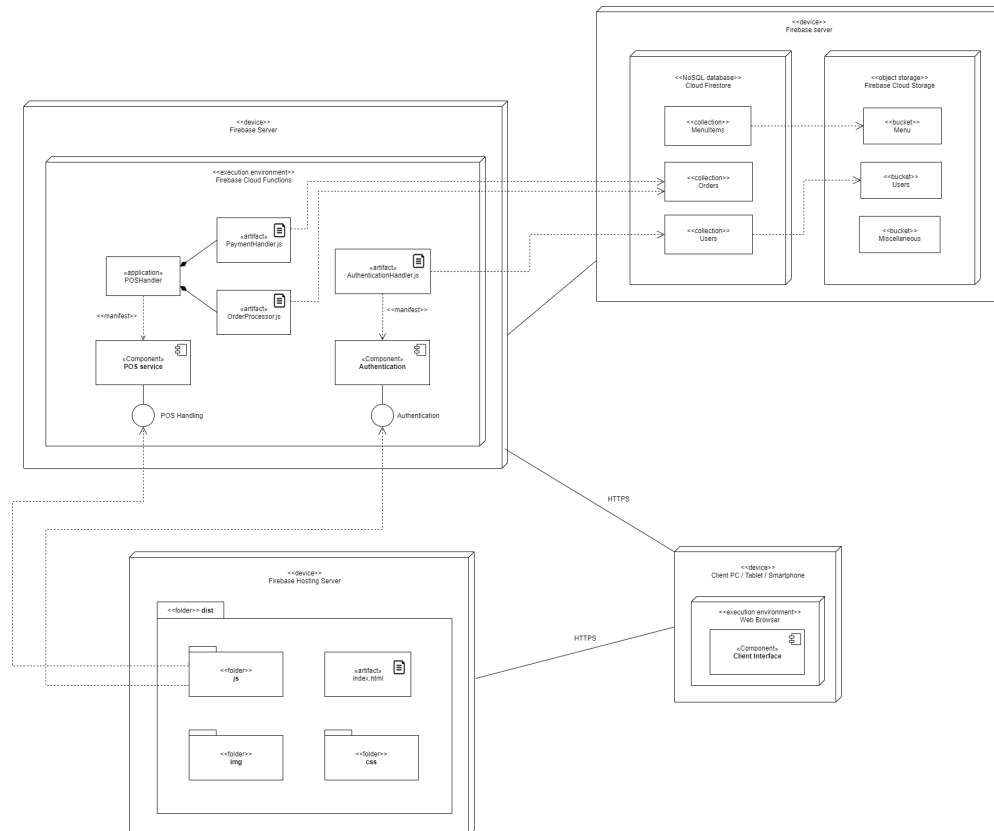 <<device>>
Firebase server
<<NoSQL database>>
Cloud Firestore
<<collection>>
MenuItems
<<collection>>
Orders
<<collection>>
Users
<<object storage>>
Firebase Cloud Storage
<<bucket>>
Menu
<<bucket>>
Users
<<bucket>>
Miscellaneous
<<device>>
Firebase Server
<<execution environment>>
Firebase Cloud Functions
«artifact»
PaymentHandler.js
«application»
POSHandler
«artifact»
OrderProcessor.js
«artifact»
AuthenticationHandler.js
<<manifest>>
<<manifest>>
«Component»
POS service
«Component»
Authentication
POS Handling
Authentication
HTTPS
<<device>>
Firebase Hosting Server
<<folder>> dist
<<folder>>
js
«artifact»
index.html
<<folder>>
img
<<folder>>
css
HTTPS
<<device>>
Client PC / Tablet / Smartphone
<<execution environment>>
Web Browser
«Component»
Client Interface